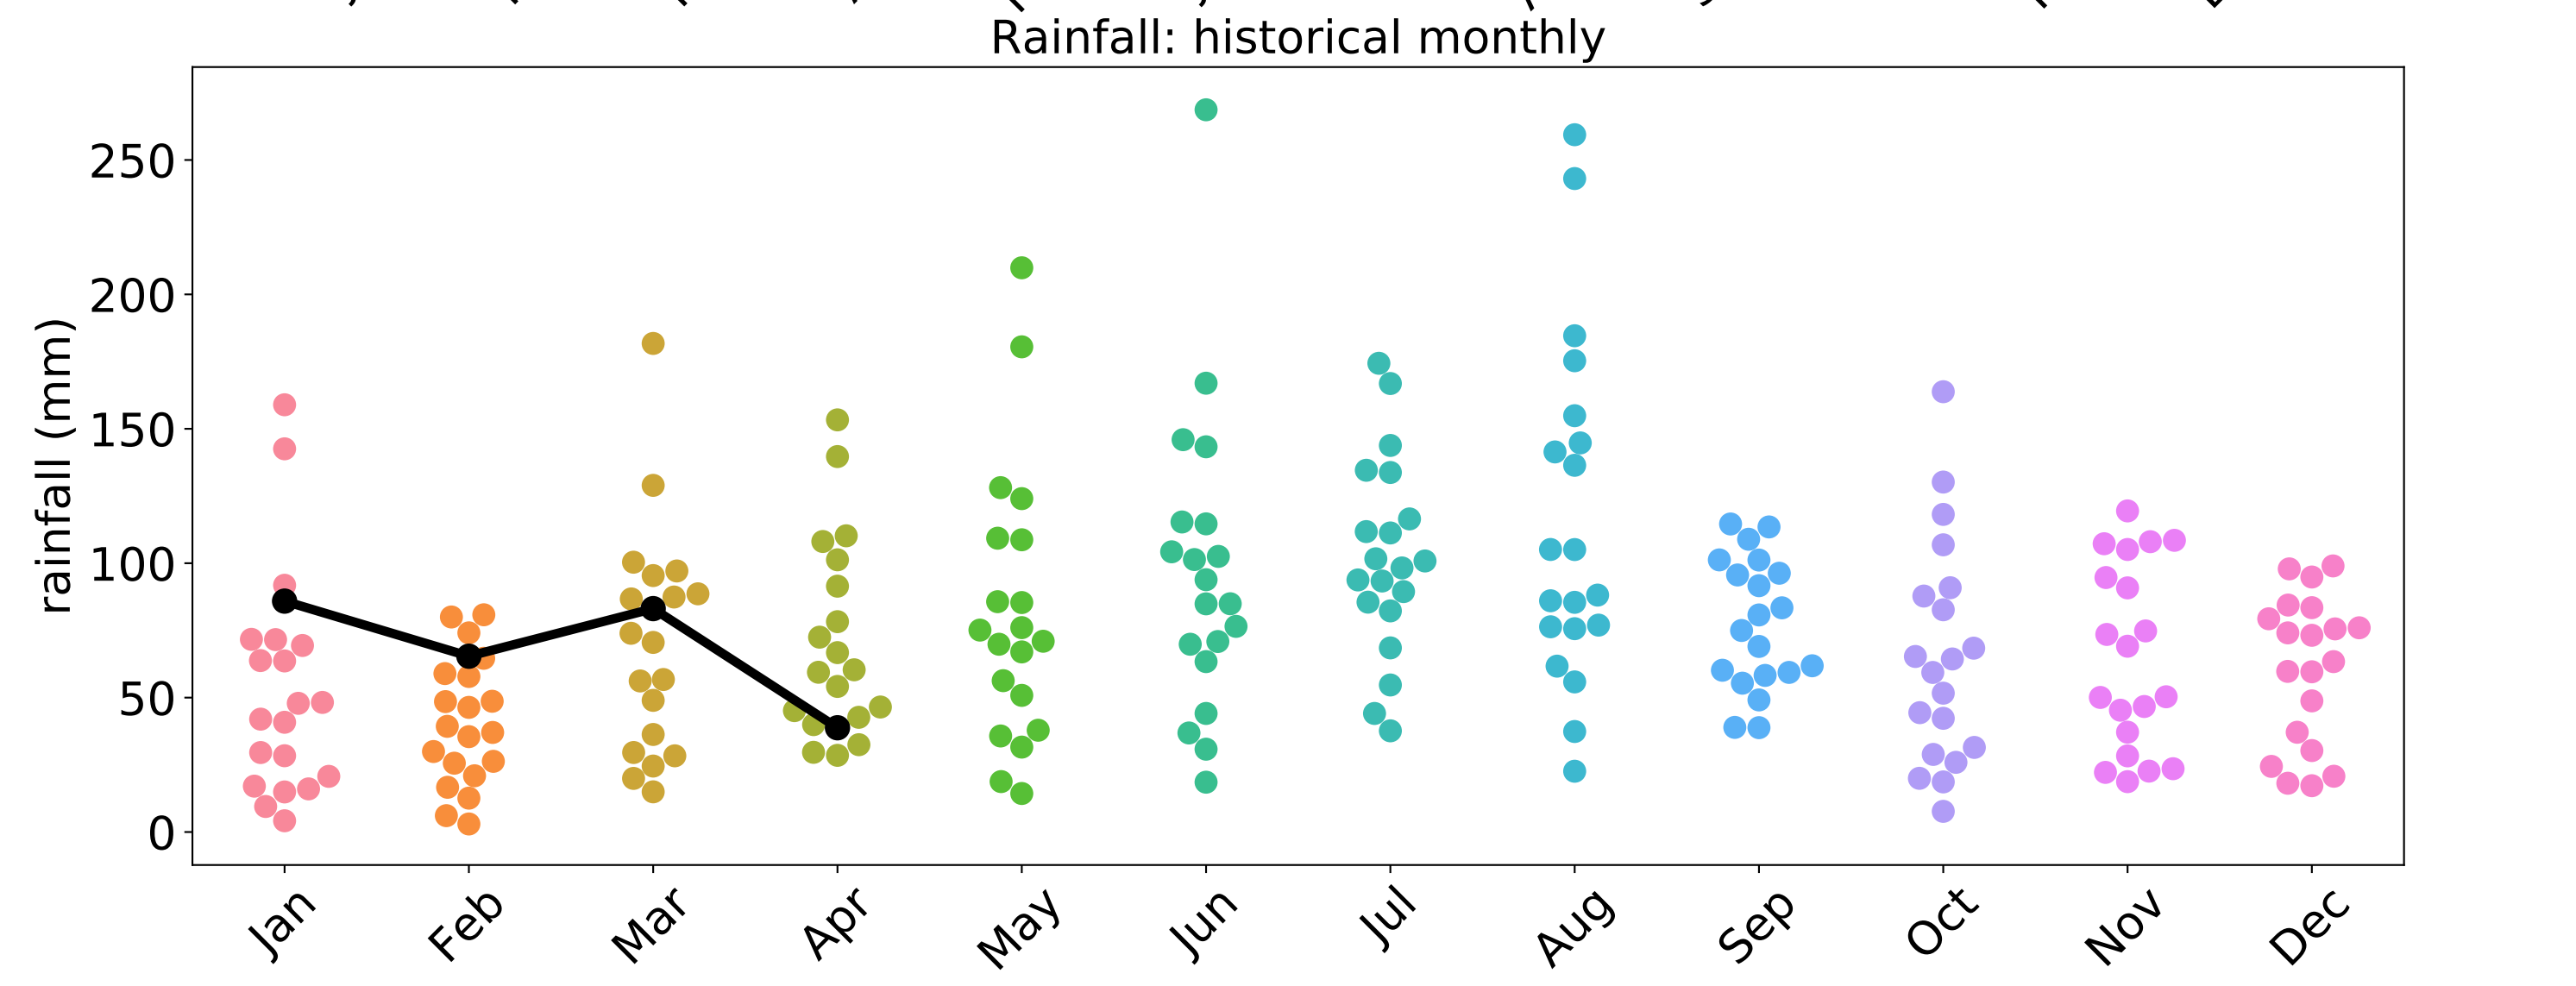 Rainfall: historical monthly
rainfall (mm)
250
200
150
100
50
0
Jan
Feb
Mar
Apr
May
Jun
Jul
Aug
Sep
Oct
Nov
Dec